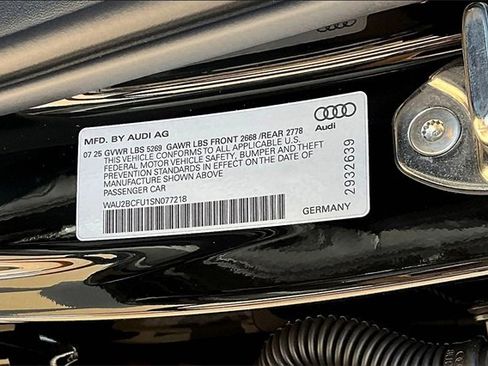 MFD. BY AUDI AG
Audi
07 25 GVWR LBS 5269 GAWR LBS FRONT 2668 /REAR 2778
THIS VEHICLE CONFORMS TO ALL APPLICABLE U.S.
FEDERAL MOTOR VEHICLE SAFETY, BUMPER AND THEFT
PREVENTION STANDARDS IN EFFECT ON THE DATE OF
MANUFACTURE SHOWN ABOVE
PASSENGER CAR
WAU2BCFU1SN077218
GERMANY
2932639